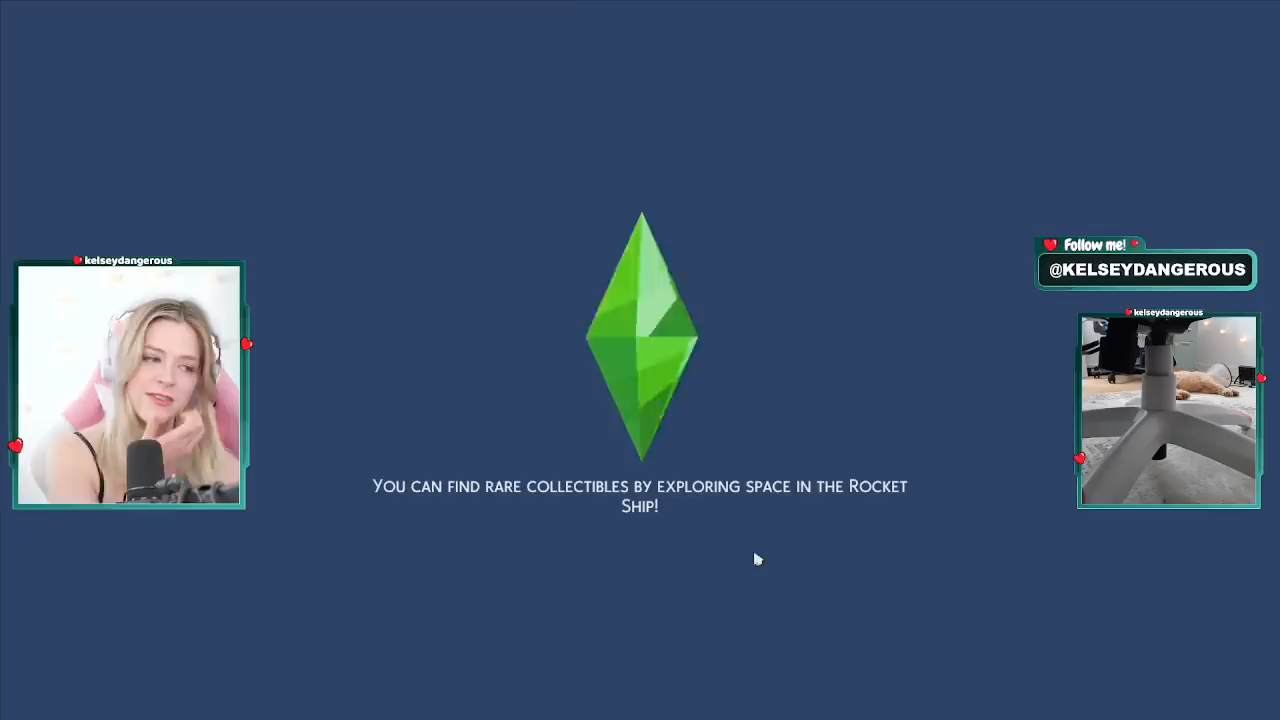 kelseydangerous
Follow me!
@KELSEYDANGEROUS
kelseydangerous
YOU CAN FIND RARE COLLECTIBLES BY EXPLORING SPACE IN THE ROCKET
SHIP!